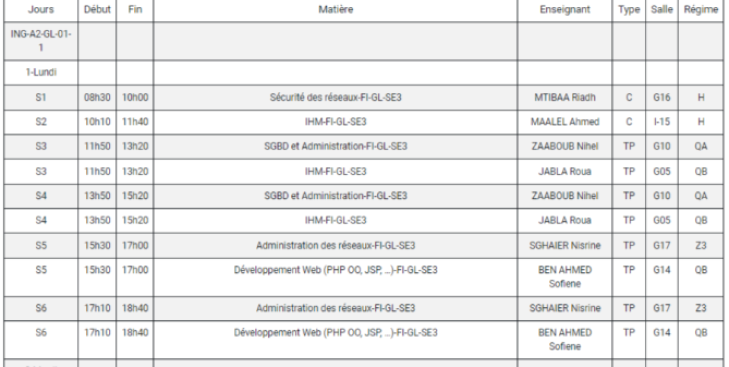 Jours Début Fin Matière Enseignant Type Salle Régime
ING-A2-GL-01-
1
1-Lundi
S1 08h30 10h00 Sécurité des réseaux-FI-GL-SE3 MTIBAA Riadh C G16 H
S2 10h10 11h40 IHM-FI-GL-SE3 MAALEL Ahmed C I-15 H
S3 11h50 13h20 SGBD et Administration-FI-GL-SE3 ZAABOUB Nihel TP G10 QA
S3 11h50 13h20 IHM-FI-GL-SE3 JABLA Roua TP G05 QB
S4 13h50 15h20 SGBD et Administration-FI-GL-SE3 ZAABOUB Nihel TP G10 QA
S4 13h50 15h20 IHM-FI-GL-SE3 JABLA Roua TP G05 QB
S5 15h30 17h00 Administration des réseaux-FI-GL-SE3 SGHAIER Nisrine TP G17 Z3
S5 15h30 17h00 Développement Web (PHP OO, JSP, ...)-FI-GL-SE3 BEN AHMED TP G14 QB
Sofiene
S6 17h10 18h40 Administration des réseaux-FI-GL-SE3 SGHAIER Nisrine TP G17 Z3
S6 17h10 18h40 Développement Web (PHP OO, JSP, ...)-FI-GL-SE3 BEN AHMED TP G14 QB
Sofiene